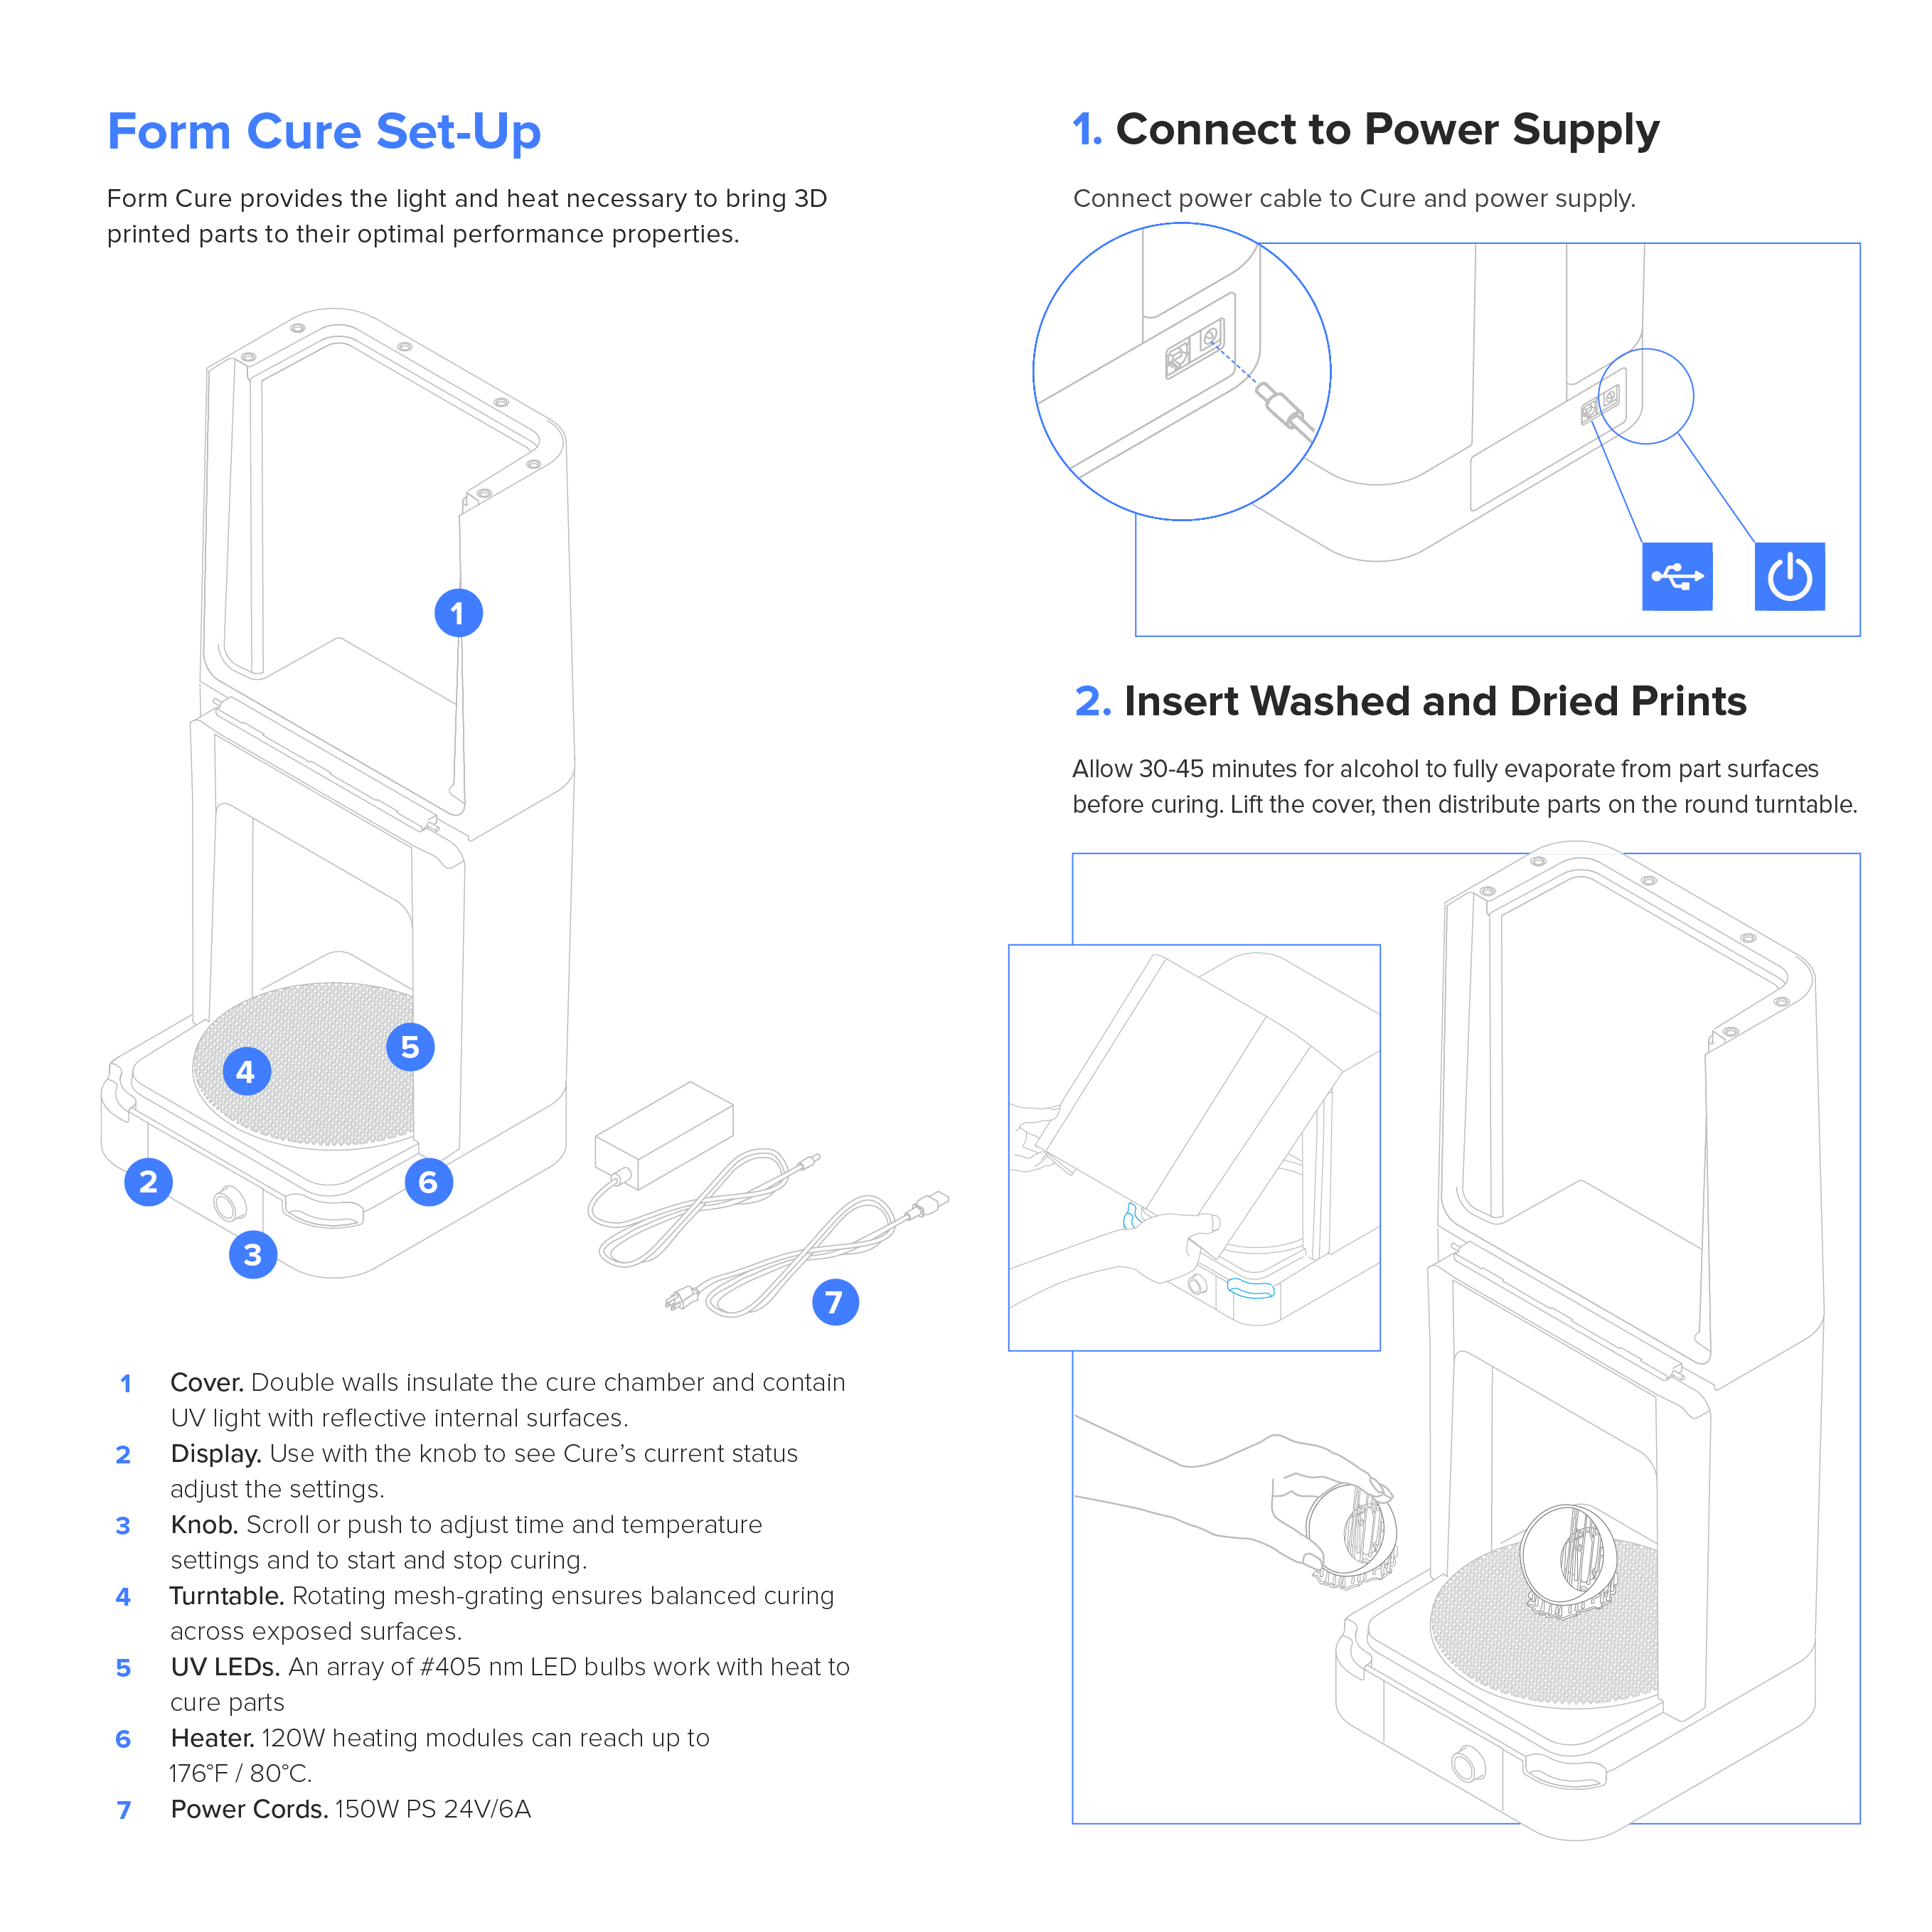 Form Cure Set-Up
Form Cure provides the light and heat necessary to bring 3D
printed parts to their optimal performance properties.
1
5
4
2
6
3
7
1 Cover. Double walls insulate the cure chamber and contain
UV light with reflective internal surfaces.
2 Display. Use with the knob to see Cure’s current status
adjust the settings.
3 Knob. Scroll or push to adjust time and temperature
settings and to start and stop curing.
4 Turntable. Rotating mesh-grating ensures balanced curing
across exposed surfaces.
5 UV LEDs. An array of #405 nm LED bulbs work with heat to
cure parts
6 Heater. 120W heating modules can reach up to
176°F / 80°C.
7 Power Cords. 150W PS 24V/6A
1. Connect to Power Supply
Connect power cable to Cure and power supply.
2. Insert Washed and Dried Prints
Allow 30-45 minutes for alcohol to fully evaporate from part surfaces
before curing. Lift the cover, then distribute parts on the round turntable.